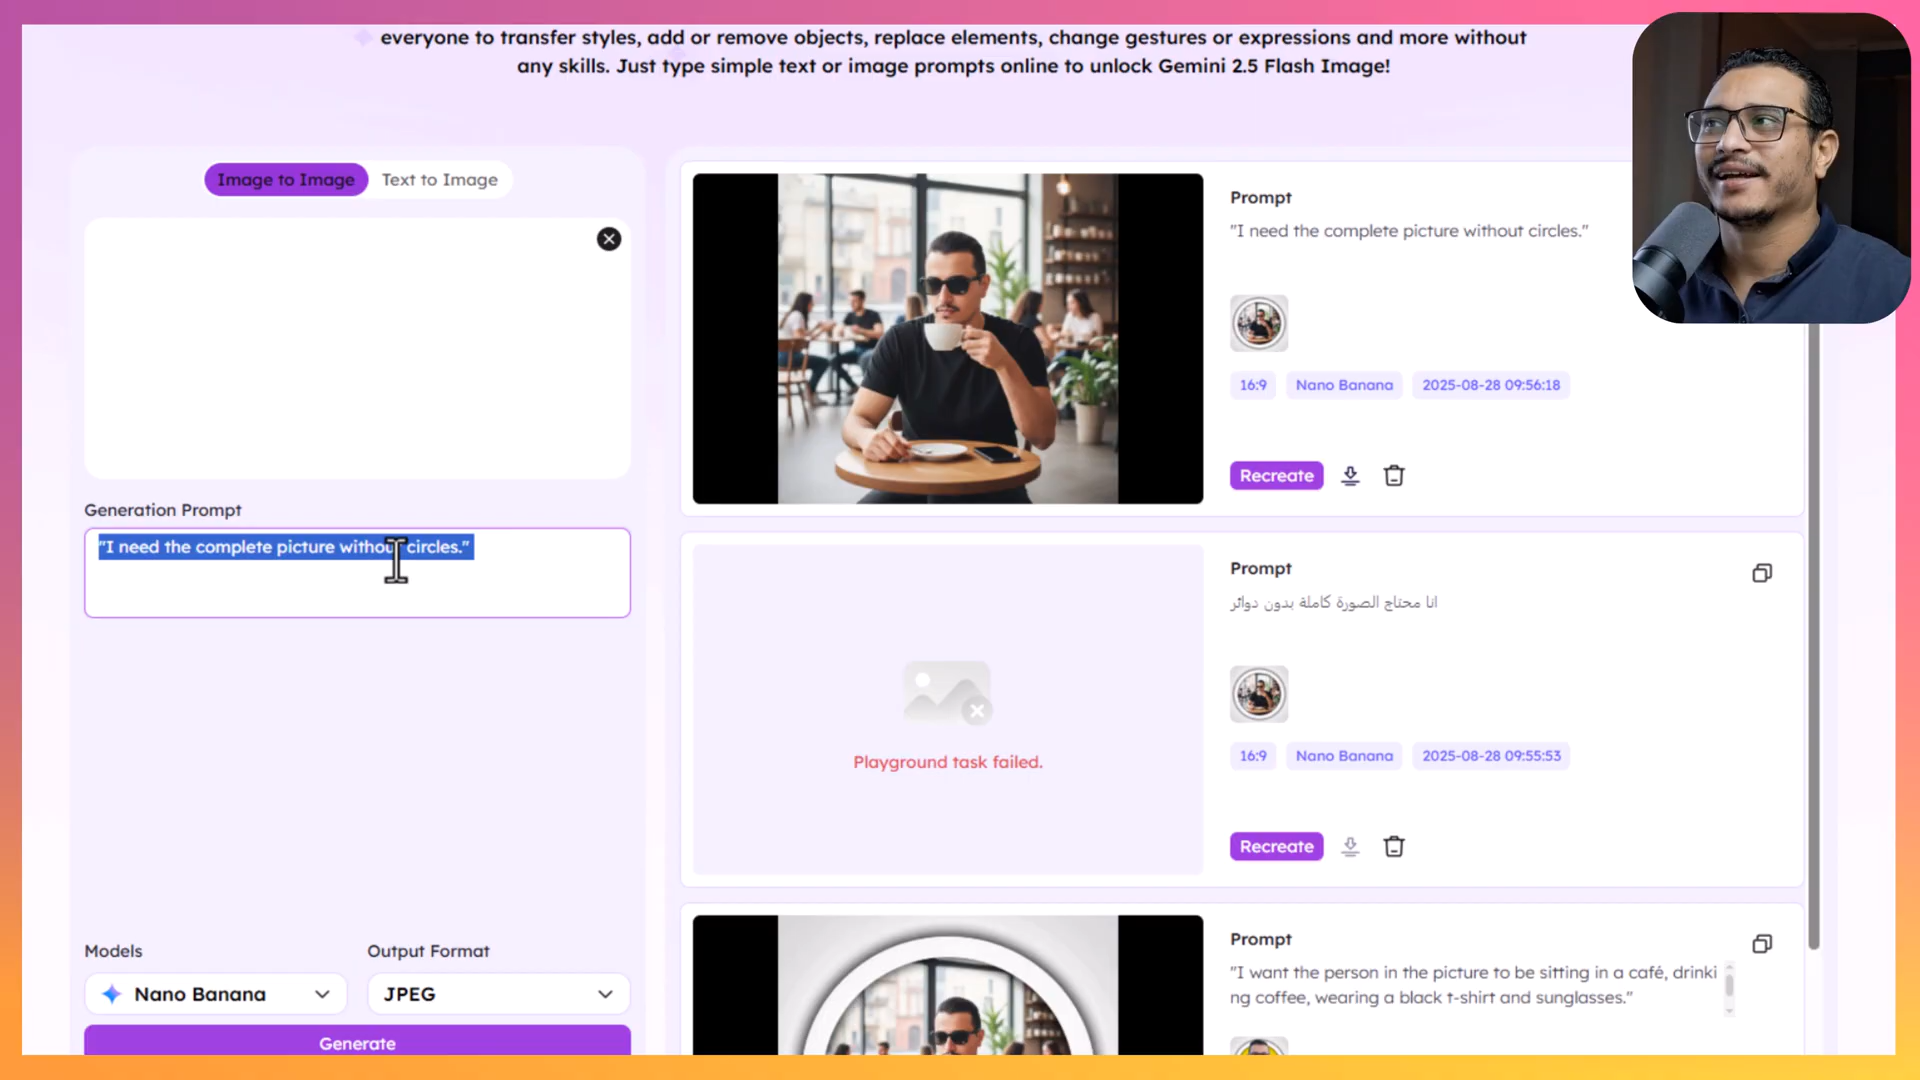 everyone to transfer styles, add or remove objects, replace elements, change gestures or expressions and more without
any skills. Just type simple text or image prompts online to unlock Gemini 2.5 Flash Image!
Image to Image
Text to Image
Generation Prompt
"I need the complete picture without circles."
Models
Output Format
Nano Banana
JPEG
Generate
Prompt
"I need the complete picture without circles."
16:9
Nano Banana
2025-08-28 09:56:18
Recreate
Playground task failed.
Prompt
انا محتاج الصورة كاملة بدون دوائر
16:9
Nano Banana
2025-08-28 09:55:53
Recreate
Prompt
"I want the person in the picture to be sitting in a café, drinki
ng coffee, wearing a black t-shirt and sunglasses."